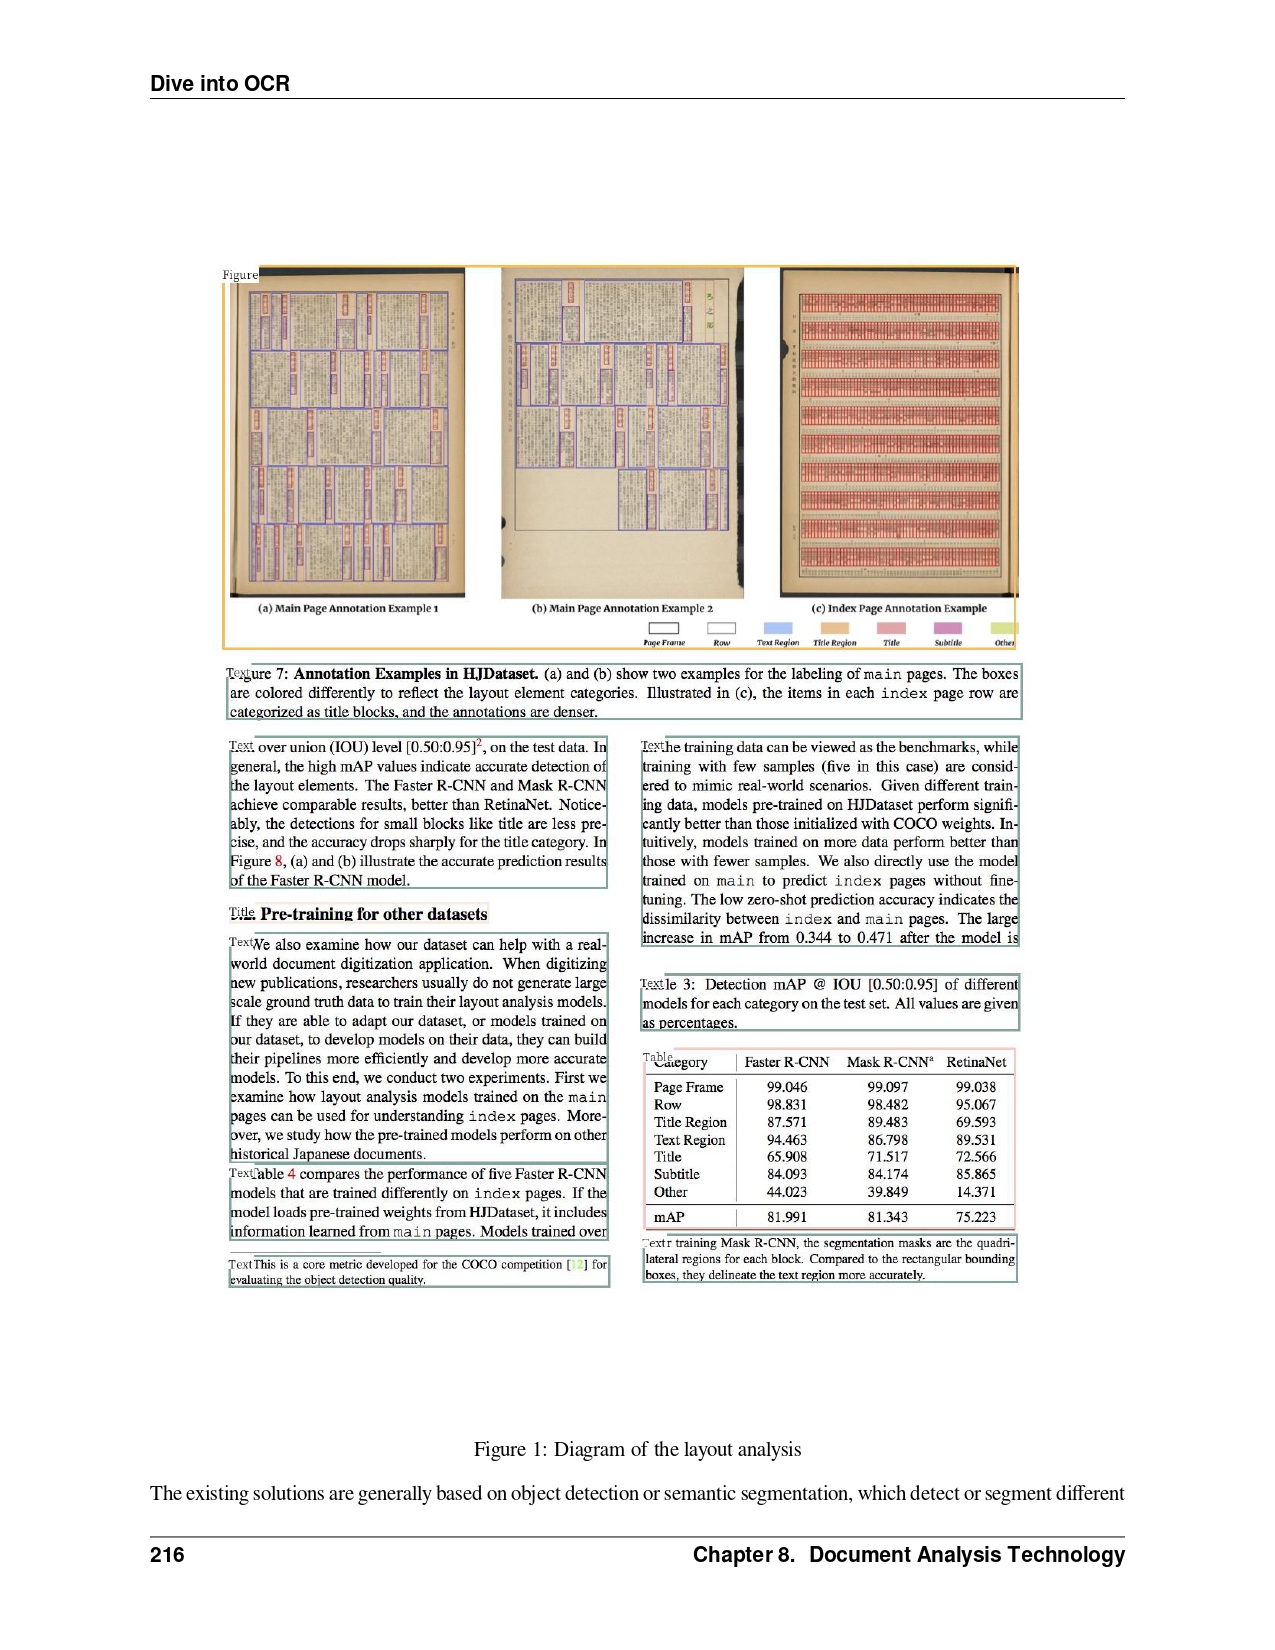 Dive into OCR
Figure
(a) Main Page Annotation Example 1
(b) Main Page Annotation Example 2
(c) Index Page Annotation Example
Page Frame
Row
Text Region
Title Region
Title
Subtitle
Other
Text ure 7: Annotation Examples in HJDataset. (a) and (b) show two examples for the labeling of main pages. The boxes
are colored differently to reflect the layout element categories. Illustrated in (c), the items in each index page row are
categorized as title blocks, and the annotations are denser.
Text over union (IOU) level [0.50:0.95]², on the test data. In
general, the high mAP values indicate accurate detection of
the layout elements. The Faster R-CNN and Mask R-CNN
achieve comparable results, better than RetinaNet. Notice-
ably, the detections for small blocks like title are less pre-
cise, and the accuracy drops sharply for the title category. In
Figure 8, (a) and (b) illustrate the accurate prediction results
of the Faster R-CNN model.
Title Pre-training for other datasets
Text We also examine how our dataset can help with a real-
world document digitization application. When digitizing
new publications, researchers usually do not generate large
scale ground truth data to train their layout analysis models.
If they are able to adapt our dataset, or models trained on
our dataset, to develop models on their data, they can build
their pipelines more efficiently and develop more accurate
models. To this end, we conduct two experiments. First we
examine how layout analysis models trained on the main
pages can be used for understanding index pages. More-
over, we study how the pre-trained models perform on other
historical Japanese documents.
Text Table 4 compares the performance of five Faster R-CNN
models that are trained differently on index pages. If the
model loads pre-trained weights from HJDataset, it includes
information learned from main pages. Models trained over
Text This is a core metric developed for the COCO competition [12] for
evaluating the object detection quality.
Text he training data can be viewed as the benchmarks, while
training with few samples (five in this case) are consid-
ered to mimic real-world scenarios. Given different train-
ing data, models pre-trained on HJDataset perform signifi-
cantly better than those initialized with COCO weights. In-
tuitively, models trained on more data perform better than
those with fewer samples. We also directly use the model
trained on main to predict index pages without fine-
tuning. The low zero-shot prediction accuracy indicates the
dissimilarity between index and main pages. The large
increase in mAP from 0.344 to 0.471 after the model is
Text le 3: Detection mAP @ IOU [0.50:0.95] of different
models for each category on the test set. All values are given
as percentages.
Table
Category Faster R-CNN Mask R-CNNᵃ RetinaNet
Page Frame 99.046 99.097 99.038
Row 98.831 98.482 95.067
Title Region 87.571 89.483 69.593
Text Region 94.463 86.798 89.531
Title 65.908 71.517 72.566
Subtitle 84.093 84.174 85.865
Other 44.023 39.849 14.371
mAP 81.991 81.343 75.223
Text r training Mask R-CNN, the segmentation masks are the quadri-
lateral regions for each block. Compared to the rectangular bounding
boxes, they delineate the text region more accurately.
Figure 1: Diagram of the layout analysis
The existing solutions are generally based on object detection or semantic segmentation, which detect or segment different
216
Chapter 8. Document Analysis Technology